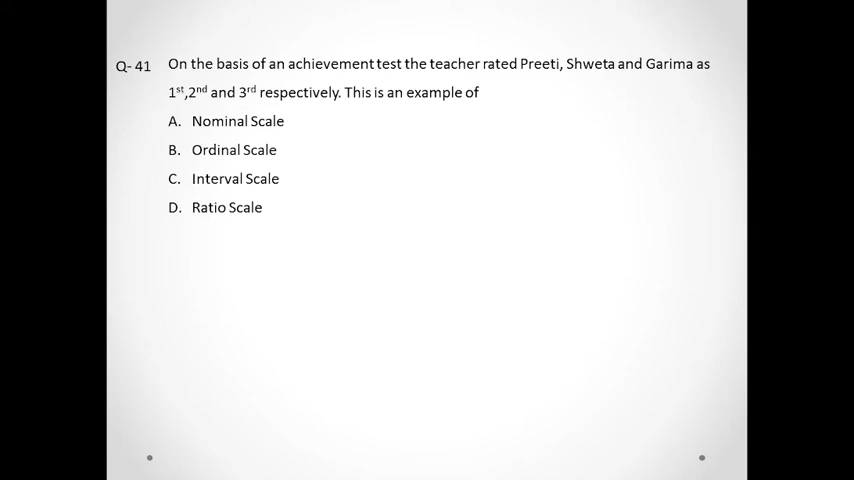 Q- 41 On the basis of an achievement test the teacher rated Preeti, Shweta and Garima as
1st,2nd and 3rd respectively. This is an example of
A. Nominal Scale
B. Ordinal Scale
C. Interval Scale
D. Ratio Scale